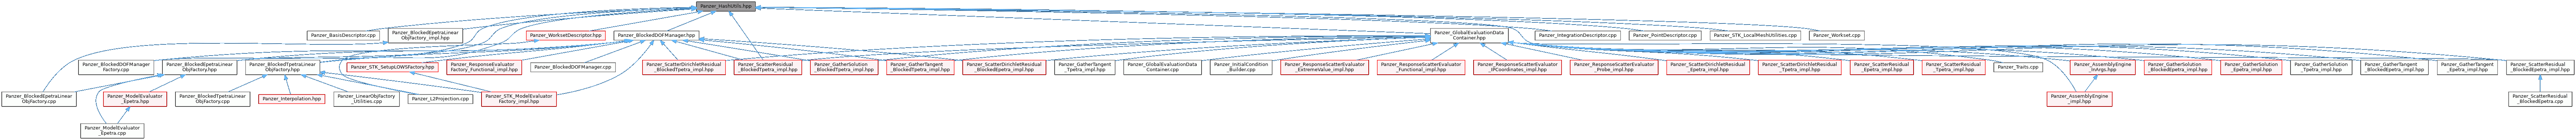 Panzer_HashUtils.hpp
Panzer_BasisDescriptor.cpp
Panzer_BlockedEpetraLinear
ObjFactory_impl.hpp
Panzer_WorksetDescriptor.hpp
Panzer_BlockedDOFManager.hpp
Panzer_GlobalEvaluationData
Container.hpp
Panzer_IntegrationDescriptor.cpp
Panzer_PointDescriptor.cpp
Panzer_STK_LocalMeshUtilities.cpp
Panzer_Workset.cpp
Panzer_BlockedDOFManager
Factory.cpp
Panzer_BlockedEpetraLinear
ObjFactory.hpp
Panzer_BlockedTpetraLinear
ObjFactory.hpp
Panzer_STK_SetupLOWSFactory.hpp
Panzer_ResponseEvaluator
Factory_Functional_impl.hpp
Panzer_BlockedDOFManager.cpp
Panzer_ScatterDirichletResidual
_BlockedTpetra_impl.hpp
Panzer_ScatterResidual
_BlockedTpetra_impl.hpp
Panzer_GatherSolution
_BlockedTpetra_impl.hpp
Panzer_GatherTangent
_BlockedTpetra_impl.hpp
Panzer_ScatterDirichletResidual
_BlockedEpetra_impl.hpp
Panzer_GatherTangent
_Tpetra_impl.hpp
Panzer_GlobalEvaluationData
Container.cpp
Panzer_InitialCondition
_Builder.cpp
Panzer_ResponseScatterEvaluator
_ExtremeValue_impl.hpp
Panzer_ResponseScatterEvaluator
_Functional_impl.hpp
Panzer_ResponseScatterEvaluator
_IPCoordinates_impl.hpp
Panzer_ResponseScatterEvaluator
_Probe_impl.hpp
Panzer_ScatterDirichletResidual
_Epetra_impl.hpp
Panzer_ScatterDirichletResidual
_Tpetra_impl.hpp
Panzer_ScatterResidual
_Epetra_impl.hpp
Panzer_ScatterResidual
_Tpetra_impl.hpp
Panzer_Traits.cpp
Panzer_AssemblyEngine
_InArgs.hpp
Panzer_GatherSolution
_BlockedEpetra_impl.hpp
Panzer_GatherSolution
_Epetra_impl.hpp
Panzer_GatherSolution
_Tpetra_impl.hpp
Panzer_GatherTangent
_BlockedEpetra_impl.hpp
Panzer_GatherTangent
_Epetra_impl.hpp
Panzer_ScatterResidual
_BlockedEpetra_impl.hpp
Panzer_BlockedEpetraLinear
ObjFactory.cpp
Panzer_ModelEvaluator
_Epetra.hpp
Panzer_BlockedTpetraLinear
ObjFactory.cpp
Panzer_Interpolation.hpp
Panzer_LinearObjFactory
_Utilities.cpp
Panzer_L2Projection.cpp
Panzer_STK_ModelEvaluator
Factory_impl.hpp
Panzer_AssemblyEngine
_impl.hpp
Panzer_ScatterResidual
_BlockedEpetra.cpp
Panzer_ModelEvaluator
_Epetra.cpp